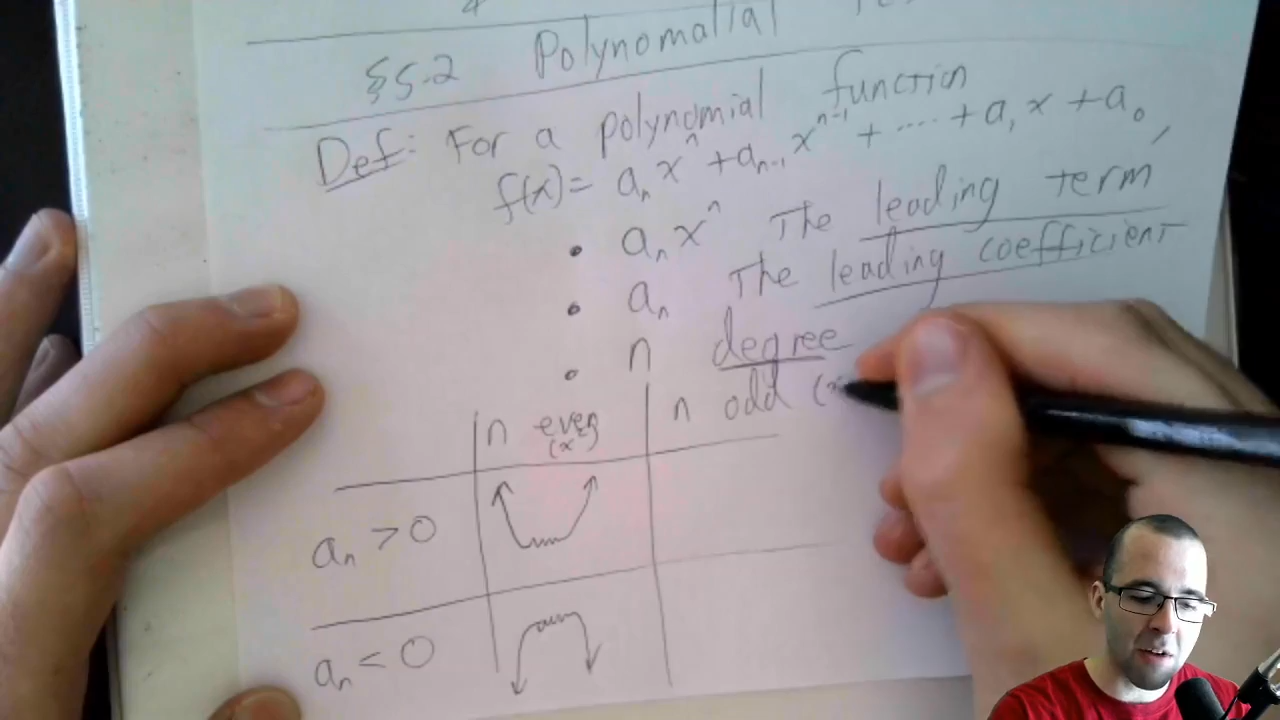 §5.2 Polynomatial
Def: For a polynomial function
f(x) = aₙxⁿ + aₙ₋₁xⁿ⁻¹ + .... + a₁x + a₀,
• aₙxⁿ The leading term
• aₙ The leading coefficient
• n degree
n even (x²) n odd (x
aₙ > 0
aₙ < 0